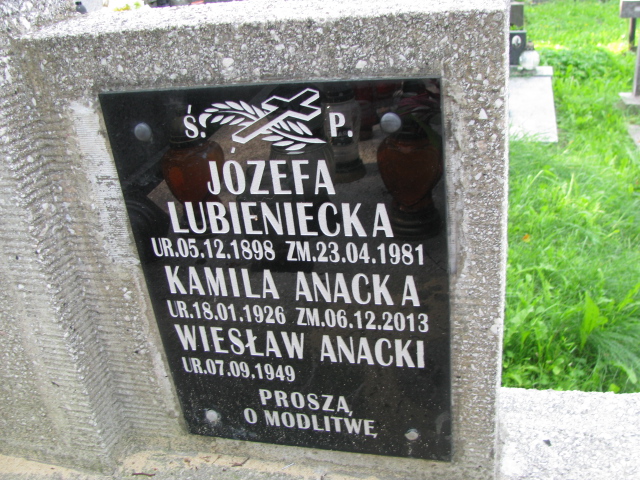 Ś. P.
JÓZEFA
LUBIENIECKA
UR.05.12.1898 ZM.23.04.1981
KAMILA ANACKA
UR.18.01.1926 ZM.06.12.2013
WIESŁAW ANACKI
UR.07.09.1949
PROSZĄ
O MODLITWĘ